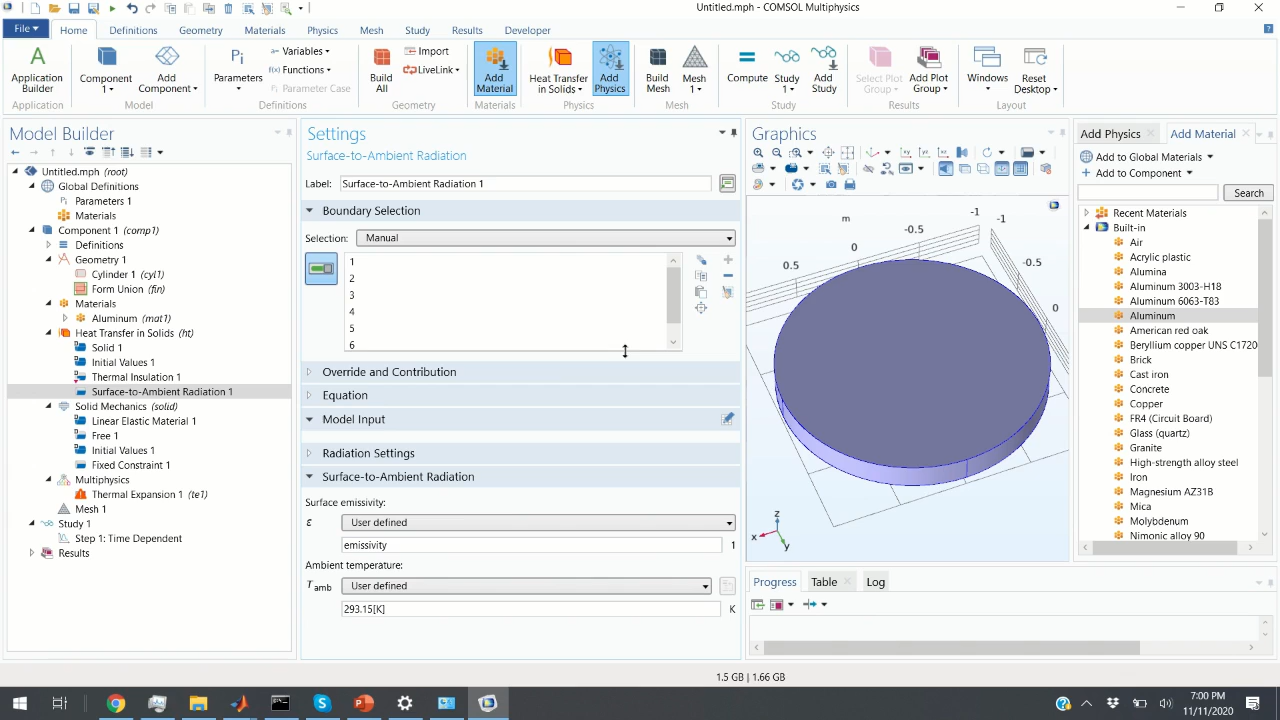 Untitled.mph - COMSOL Multiphysics
File
Home
Definitions
Geometry
Materials
Physics
Mesh
Study
Results
Developer
Application Builder
Component 1
Add Component
Parameters
Variables
Functions
Parameter Case
Build All
Import
LiveLink
Add Material
Heat Transfer in Solids
Add Physics
Build Mesh
Mesh 1
Compute
Study 1
Add Study
Select Plot Group
Add Plot Group
Windows
Reset Desktop
Application
Model
Definitions
Geometry
Materials
Physics
Mesh
Study
Results
Layout
Model Builder
Untitled.mph (root)
Global Definitions
Parameters 1
Materials
Component 1 (comp1)
Definitions
Geometry 1
Cylinder 1 (cyl1)
Form Union (fin)
Materials
Aluminum (mat1)
Heat Transfer in Solids (ht)
Solid 1
Initial Values 1
Thermal Insulation 1
Surface-to-Ambient Radiation 1
Solid Mechanics (solid)
Linear Elastic Material 1
Free 1
Initial Values 1
Fixed Constraint 1
Multiphysics
Thermal Expansion 1 (te1)
Mesh 1
Study 1
Step 1: Time Dependent
Results
Settings
Surface-to-Ambient Radiation
Label: Surface-to-Ambient Radiation 1
Boundary Selection
Selection: Manual
1
2
3
4
5
6
Override and Contribution
Equation
Model Input
Radiation Settings
Surface-to-Ambient Radiation
Surface emissivity:
ε User defined
emissivity 1
Ambient temperature:
Tamb User defined
293.15[K] K
Graphics
m
-1
-1
-0.5
0
0.5
-0.5
0
z
x
y
Progress
Table
Log
Add Physics
Add Material
Add to Global Materials
Add to Component
Search
Recent Materials
Built-in
Air
Acrylic plastic
Alumina
Aluminum 3003-H18
Aluminum 6063-T83
Aluminum
American red oak
Beryllium copper UNS C1720
Brick
Cast iron
Concrete
Copper
FR4 (Circuit Board)
Glass (quartz)
Granite
High-strength alloy steel
Iron
Magnesium AZ31B
Mica
Molybdenum
Nimonic alloy 90
1.5 GB | 1.66 GB
7:00 PM
11/11/2020